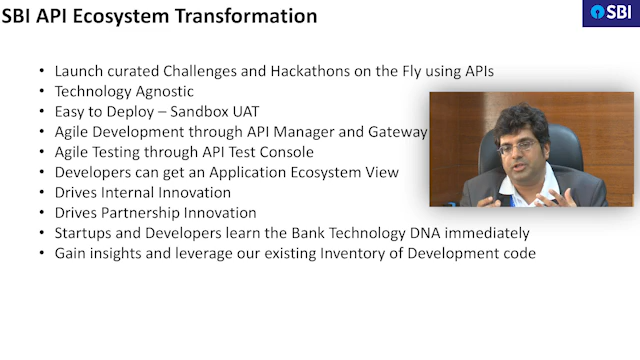 SBI API Ecosystem Transformation
SBI
• Launch curated Challenges and Hackathons on the Fly using APIs
• Technology Agnostic
• Easy to Deploy – Sandbox UAT
• Agile Development through API Manager and Gateway
• Agile Testing through API Test Console
• Developers can get an Application Ecosystem View
• Drives Internal Innovation
• Drives Partnership Innovation
• Startups and Developers learn the Bank Technology DNA immediately
• Gain insights and leverage our existing Inventory of Development code